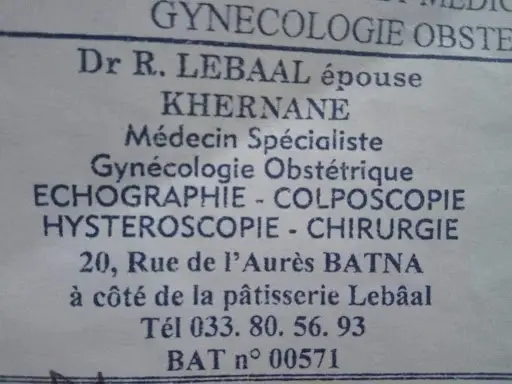 GYNECOLOGIE OBSTE
Dr R. LEBAAL épouse
KHERNANE
Médecin Spécialiste
Gynécologie Obstétrique
ECHOGRAPHIE - COLPOSCOPIE
HYSTEROSCOPIE - CHIRURGIE
20, Rue de l'Aurès BATNA
à côté de la pâtisserie Lebâal
Tél 033. 80. 56. 93
BAT n° 00571